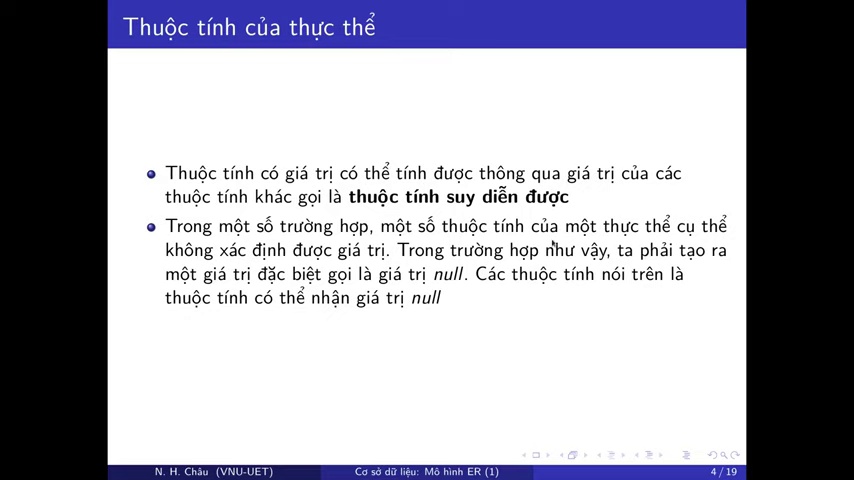 Thuộc tính của thực thể
Thuộc tính có giá trị có thể tính được thông qua giá trị của các
thuộc tính khác gọi là thuộc tính suy diễn được
Trong một số trường hợp, một số thuộc tính của một thực thể cụ thể
không xác định được giá trị. Trong trường hợp như vậy, ta phải tạo ra
một giá trị đặc biệt gọi là giá trị null. Các thuộc tính nói trên là
thuộc tính có thể nhận giá trị null
N. H. Châu (VNU-UET) Cơ sở dữ liệu: Mô hình ER (1) 4 / 19